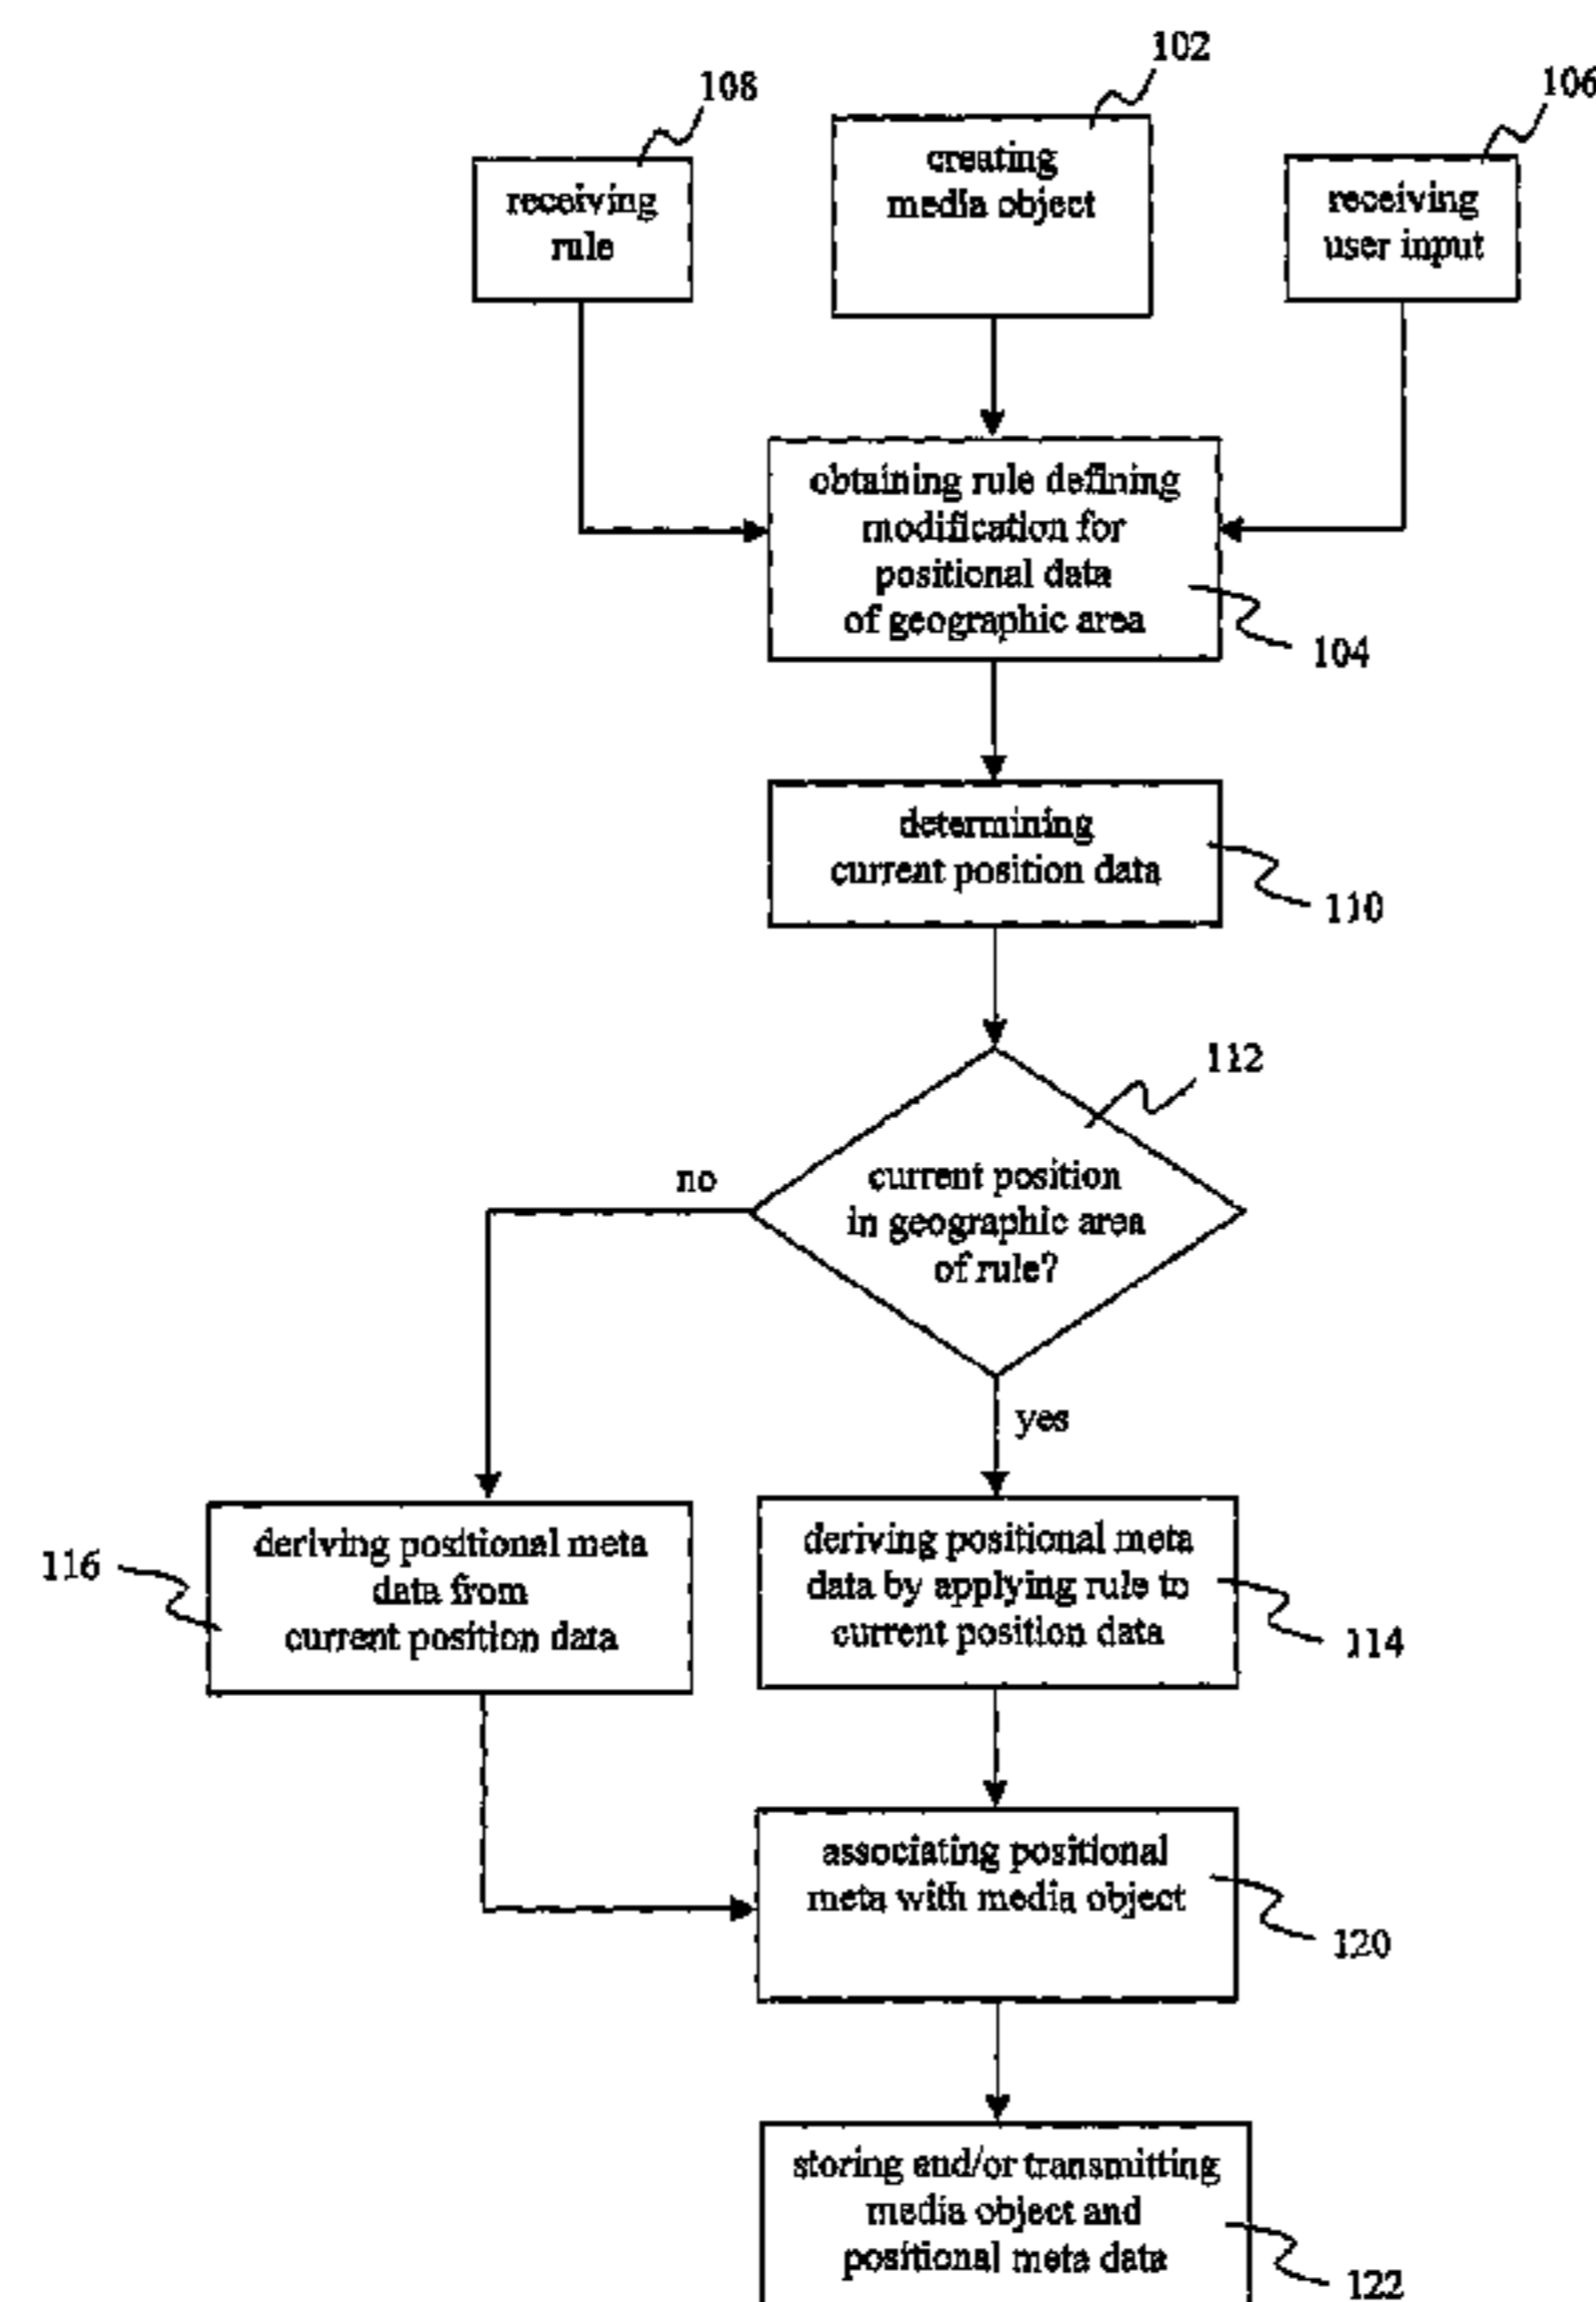 102
108
106
creating
media object
receiving
rule
receiving
user input
obtaining rule defining
modification for
positional data
of geographic area
104
determining
current position data
110
112
no
current position
in geographic area
of rule?
yes
116
deriving positional meta
data from
current position data
deriving positional meta
data by applying rule to
current position data
114
associating positional
meta with media object
120
storing and/or transmitting
media object and
positional meta data
122